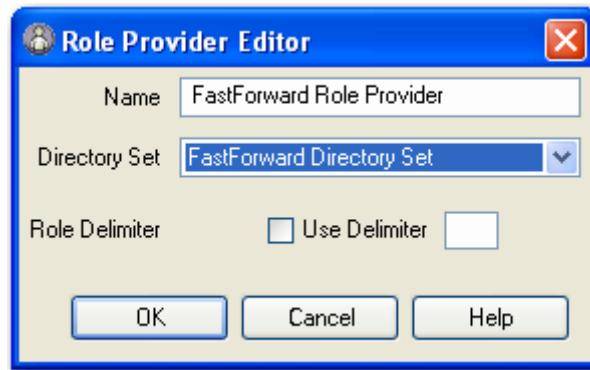 Role Provider Editor
Name FastForward Role Provider
Directory Set FastForward Directory Set
Role Delimiter Use Delimiter
OK Cancel Help